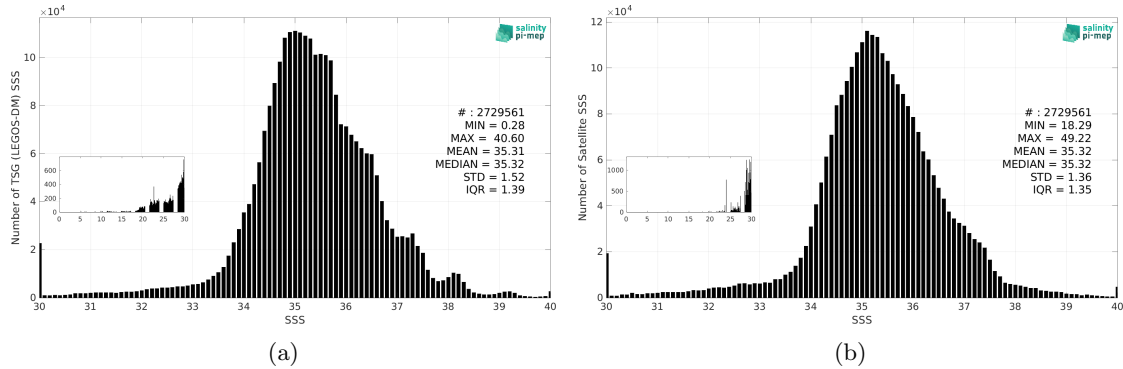 ×10⁴
salinity
pi-mep
Number of TSG (LEGOS-DM) SSS
10
8
6
4
2
0
# : 2729561
MIN = 0.28
MAX = 40.60
MEAN = 35.31
MEDIAN = 35.32
STD = 1.52
IQR = 1.39
600
400
200
0
0 5 10 15 20 25 30
30 31 32 33 34 35 36 37 38 39 40
SSS
(a)
×10⁴
salinity
pi-mep
Number of Satellite SSS
12
10
8
6
4
2
0
# : 2729561
MIN = 18.29
MAX = 49.22
MEAN = 35.32
MEDIAN = 35.32
STD = 1.36
IQR = 1.35
1000
500
0
0 5 10 15 20 25 30
30 31 32 33 34 35 36 37 38 39 40
SSS
(b)